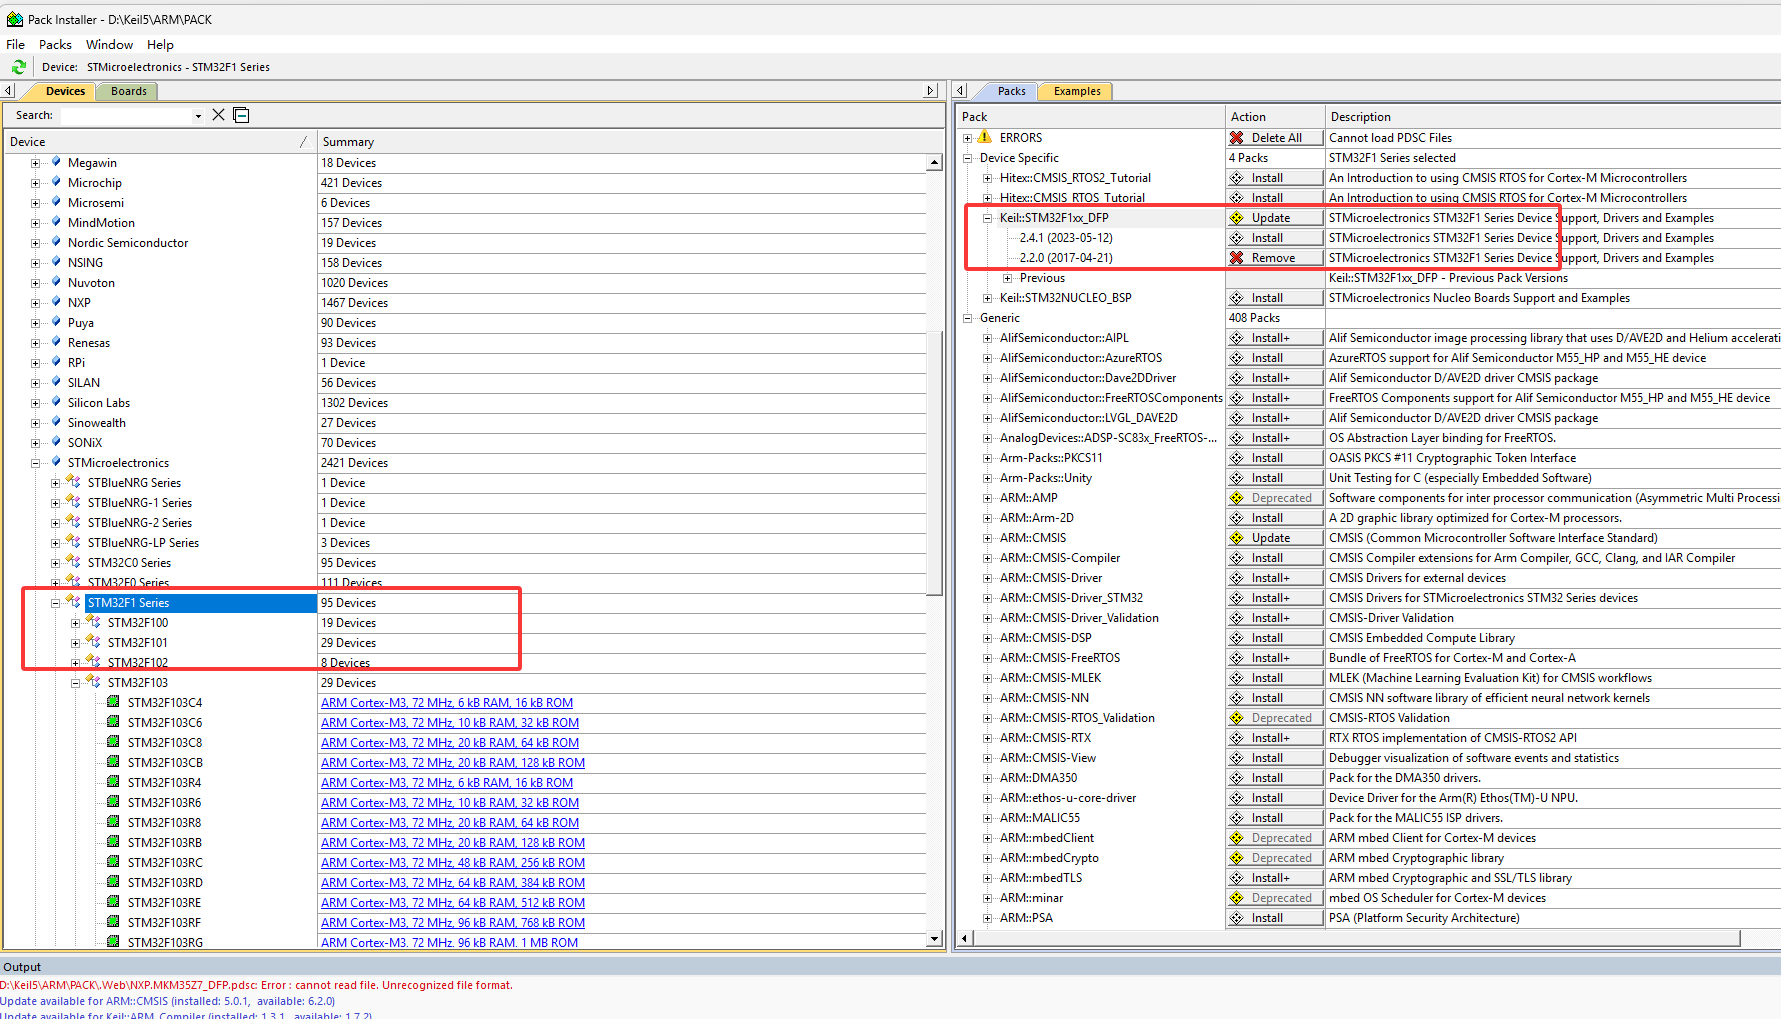 Pack Installer - D:\Keil5\ARM\PACK
File Packs Window Help
Device: STMicroelectronics - STM32F1 Series
Devices Boards
Search:
Device Summary
Megawin 18 Devices
Microchip 421 Devices
Microsemi 6 Devices
MindMotion 157 Devices
Nordic Semiconductor 19 Devices
NSING 158 Devices
Nuvoton 1020 Devices
NXP 1467 Devices
Puya 90 Devices
Renesas 93 Devices
RPi 1 Device
SILAN 56 Devices
Silicon Labs 1302 Devices
Sinowealth 27 Devices
SONiX 70 Devices
STMicroelectronics 2421 Devices
STBlueNRG Series 1 Device
STBlueNRG-1 Series 1 Device
STBlueNRG-2 Series 1 Device
STBlueNRG-LP Series 3 Devices
STM32C0 Series 95 Devices
STM32F0 Series 111 Devices
STM32F1 Series 95 Devices
STM32F100 19 Devices
STM32F101 29 Devices
STM32F102 8 Devices
STM32F103 29 Devices
STM32F103C4 ARM Cortex-M3, 72 MHz, 6 kB RAM, 16 kB ROM
STM32F103C6 ARM Cortex-M3, 72 MHz, 10 kB RAM, 32 kB ROM
STM32F103C8 ARM Cortex-M3, 72 MHz, 20 kB RAM, 64 kB ROM
STM32F103CB ARM Cortex-M3, 72 MHz, 20 kB RAM, 128 kB ROM
STM32F103R4 ARM Cortex-M3, 72 MHz, 6 kB RAM, 16 kB ROM
STM32F103R6 ARM Cortex-M3, 72 MHz, 10 kB RAM, 32 kB ROM
STM32F103R8 ARM Cortex-M3, 72 MHz, 20 kB RAM, 64 kB ROM
STM32F103RB ARM Cortex-M3, 72 MHz, 20 kB RAM, 128 kB ROM
STM32F103RC ARM Cortex-M3, 72 MHz, 48 kB RAM, 256 kB ROM
STM32F103RD ARM Cortex-M3, 72 MHz, 64 kB RAM, 384 kB ROM
STM32F103RE ARM Cortex-M3, 72 MHz, 64 kB RAM, 512 kB ROM
STM32F103RF ARM Cortex-M3, 72 MHz, 96 kB RAM, 768 kB ROM
STM32F103RG ARM Cortex-M3, 72 MHz, 96 kB RAM, 1 MB ROM
Packs Examples
Pack Action Description
ERRORS Delete All Cannot load PDSC Files
Device Specific 4 Packs STM32F1 Series selected
Hitex::CMSIS_RTOS2_Tutorial Install An Introduction to using CMSIS RTOS for Cortex-M Microcontrollers
Hitex::CMSIS_RTOS_Tutorial Install An Introduction to using CMSIS RTOS for Cortex-M Microcontrollers
Keil::STM32F1xx_DFP Update STMicroelectronics STM32F1 Series Device Support, Drivers and Examples
2.4.1 (2023-05-12) Install STMicroelectronics STM32F1 Series Device Support, Drivers and Examples
2.2.0 (2017-04-21) Remove STMicroelectronics STM32F1 Series Device Support, Drivers and Examples
Previous Keil::STM32F1xx_DFP - Previous Pack Versions
Keil::STM32NUCLEO_BSP Install STMicroelectronics Nucleo Boards Support and Examples
Generic 408 Packs
AlifSemiconductor::AIPL Install+ Alif Semiconductor image processing library that uses D/AVE2D and Helium accelerati
AlifSemiconductor::AzureRTOS Install AzureRTOS support for Alif Semiconductor M55_HP and M55_HE device
AlifSemiconductor::Dave2DDriver Install+ Alif Semiconductor D/AVE2D driver CMSIS package
AlifSemiconductor::FreeRTOSComponents Install+ FreeRTOS Components support for Alif Semiconductor M55_HP and M55_HE device
AlifSemiconductor::LVGL_DAVE2D Install+ Alif Semiconductor D/AVE2D driver CMSIS package
AnalogDevices::ADSP-SC83x_FreeRTOS-... Install+ OS Abstraction Layer binding for FreeRTOS.
Arm-Packs::PKCS11 Install OASIS PKCS #11 Cryptographic Token Interface
Arm-Packs::Unity Install Unit Testing for C (especially Embedded Software)
ARM::AMP Deprecated Software components for inter processor communication (Asymmetric Multi Processi
ARM::Arm-2D Install A 2D graphic library optimized for Cortex-M processors.
ARM::CMSIS Update CMSIS (Common Microcontroller Software Interface Standard)
ARM::CMSIS-Compiler Install CMSIS Compiler extensions for Arm Compiler, GCC, Clang, and IAR Compiler
ARM::CMSIS-Driver Install+ CMSIS Drivers for external devices
ARM::CMSIS-Driver_STM32 Install+ CMSIS Drivers for STMicroelectronics STM32 Series devices
ARM::CMSIS-Driver_Validation Install+ CMSIS-Driver Validation
ARM::CMSIS-DSP Install CMSIS Embedded Compute Library
ARM::CMSIS-FreeRTOS Install+ Bundle of FreeRTOS for Cortex-M and Cortex-A
ARM::CMSIS-MLEK Install MLEK (Machine Learning Evaluation Kit) for CMSIS workflows
ARM::CMSIS-NN Install CMSIS NN software library of efficient neural network kernels
ARM::CMSIS-RTOS_Validation Deprecated CMSIS-RTOS Validation
ARM::CMSIS-RTX Install+ RTX RTOS implementation of CMSIS-RTOS2 API
ARM::CMSIS-View Install Debugger visualization of software events and statistics
ARM::DMA350 Install Pack for the DMA350 drivers.
ARM::ethos-u-core-driver Install Device Driver for the Arm(R) Ethos(TM)-U NPU.
ARM::MALIC55 Install Pack for the MALIC55 ISP drivers.
ARM::mbedClient Deprecated ARM mbed Client for Cortex-M devices
ARM::mbedCrypto Deprecated ARM mbed Cryptographic library
ARM::mbedTLS Install+ ARM mbed Cryptographic and SSL/TLS library
ARM::minar Deprecated mbed OS Scheduler for Cortex-M devices
ARM::PSA Install PSA (Platform Security Architecture)
Output
D:\Keil5\ARM\PACK\.Web\NXP.MKM35Z7_DFP.pdsc: Error : cannot read file. Unrecognized file format.
Update available for ARM::CMSIS (installed: 5.0.1, available: 6.2.0)
Update available for Keil::ARM_Compiler (installed: 1.3.1, available: 1.7.2)